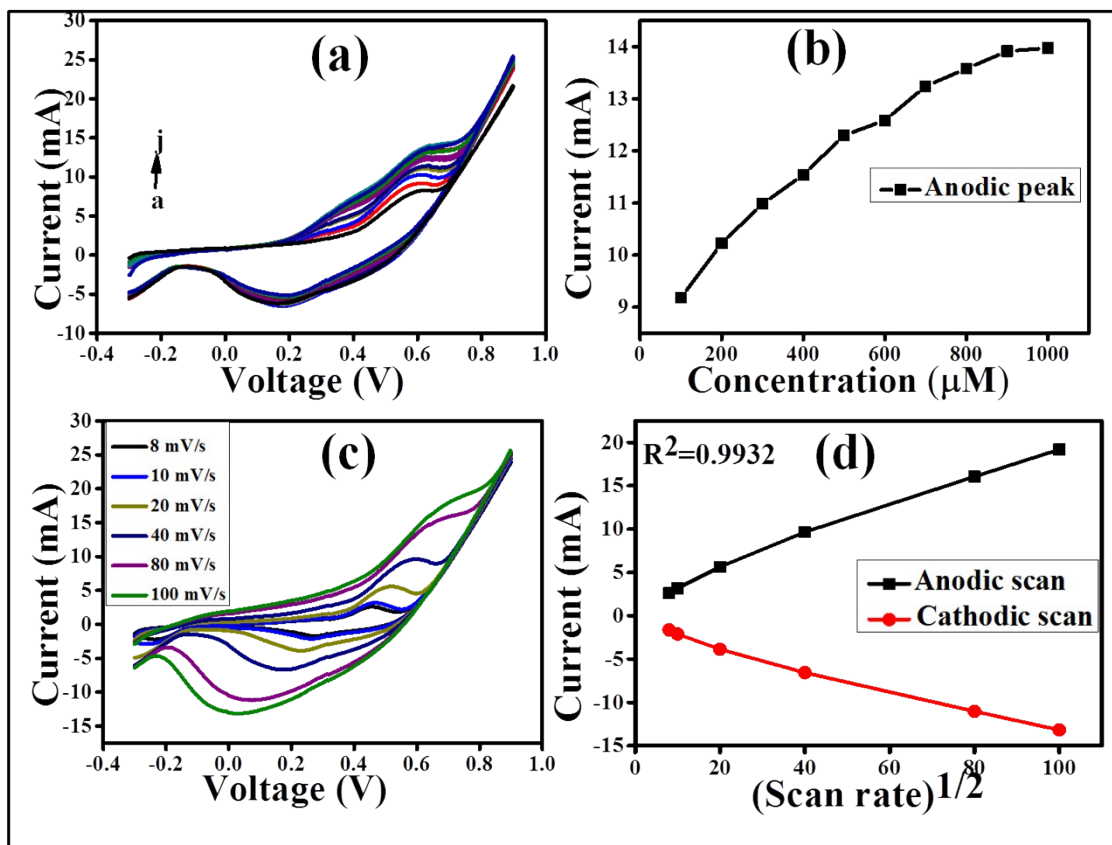 (a)
30
25
20
15
10
5
0
-5
-10
j
a
Current (mA)
-0.4 -0.2 0.0 0.2 0.4 0.6 0.8 1.0
Voltage (V)
(b)
14
13
12
11
10
9
Current (mA)
Anodic peak
0 200 400 600 800 1000
Concentration (μM)
(c)
30
25
20
15
10
5
0
-5
-10
-15
8 mV/s
10 mV/s
20 mV/s
40 mV/s
80 mV/s
100 mV/s
Current (mA)
-0.4 -0.2 0.0 0.2 0.4 0.6 0.8 1.0
Voltage (V)
R²=0.9932
(d)
20
15
10
5
0
-5
-10
-15
Current (mA)
Anodic scan
Cathodic scan
20 40 60 80 100
(Scan rate)1/2